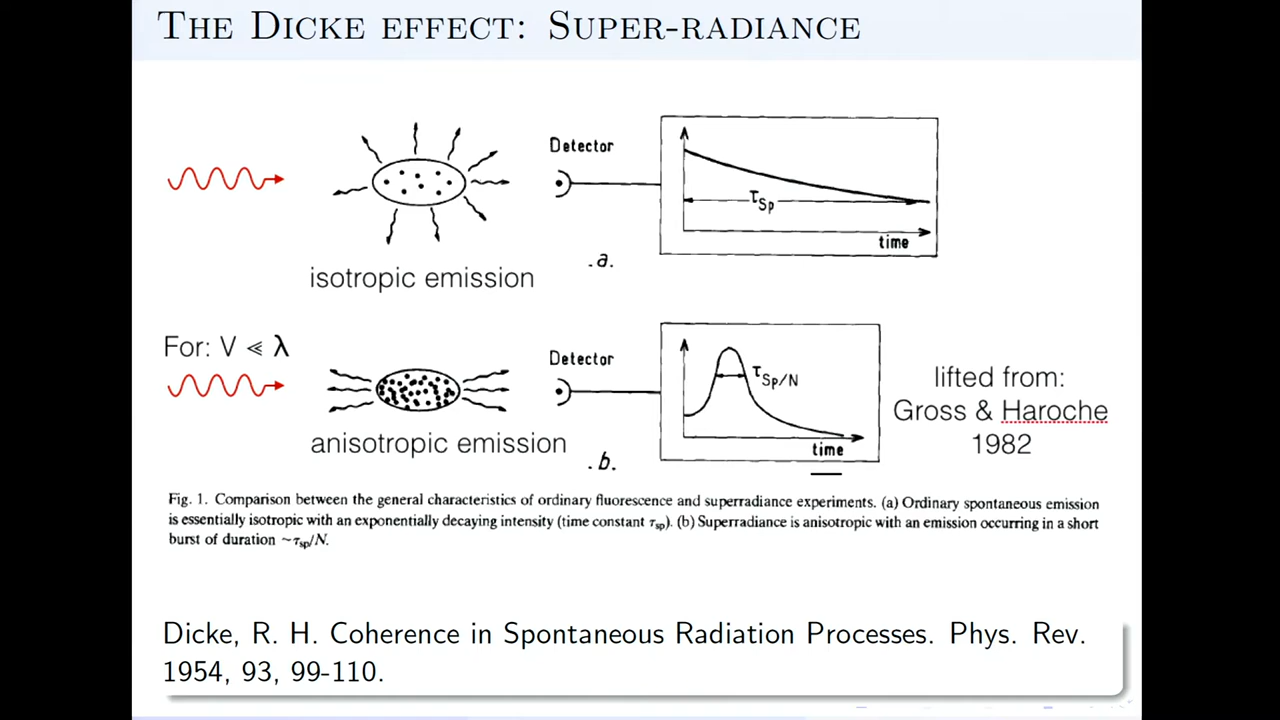 THE DICKE EFFECT: SUPER-RADIANCE
Detector
τSp
time
.a.
isotropic emission
For: V ≪ λ
Detector
τSp/N
time
.b.
anisotropic emission
lifted from:
Gross & Haroche
1982
Fig. 1. Comparison between the general characteristics of ordinary fluorescence and superradiance experiments. (a) Ordinary spontaneous emission
is essentially isotropic with an exponentially decaying intensity (time constant τsp). (b) Superradiance is anisotropic with an emission occurring in a short
burst of duration ~τsp/N.
Dicke, R. H. Coherence in Spontaneous Radiation Processes. Phys. Rev.
1954, 93, 99-110.